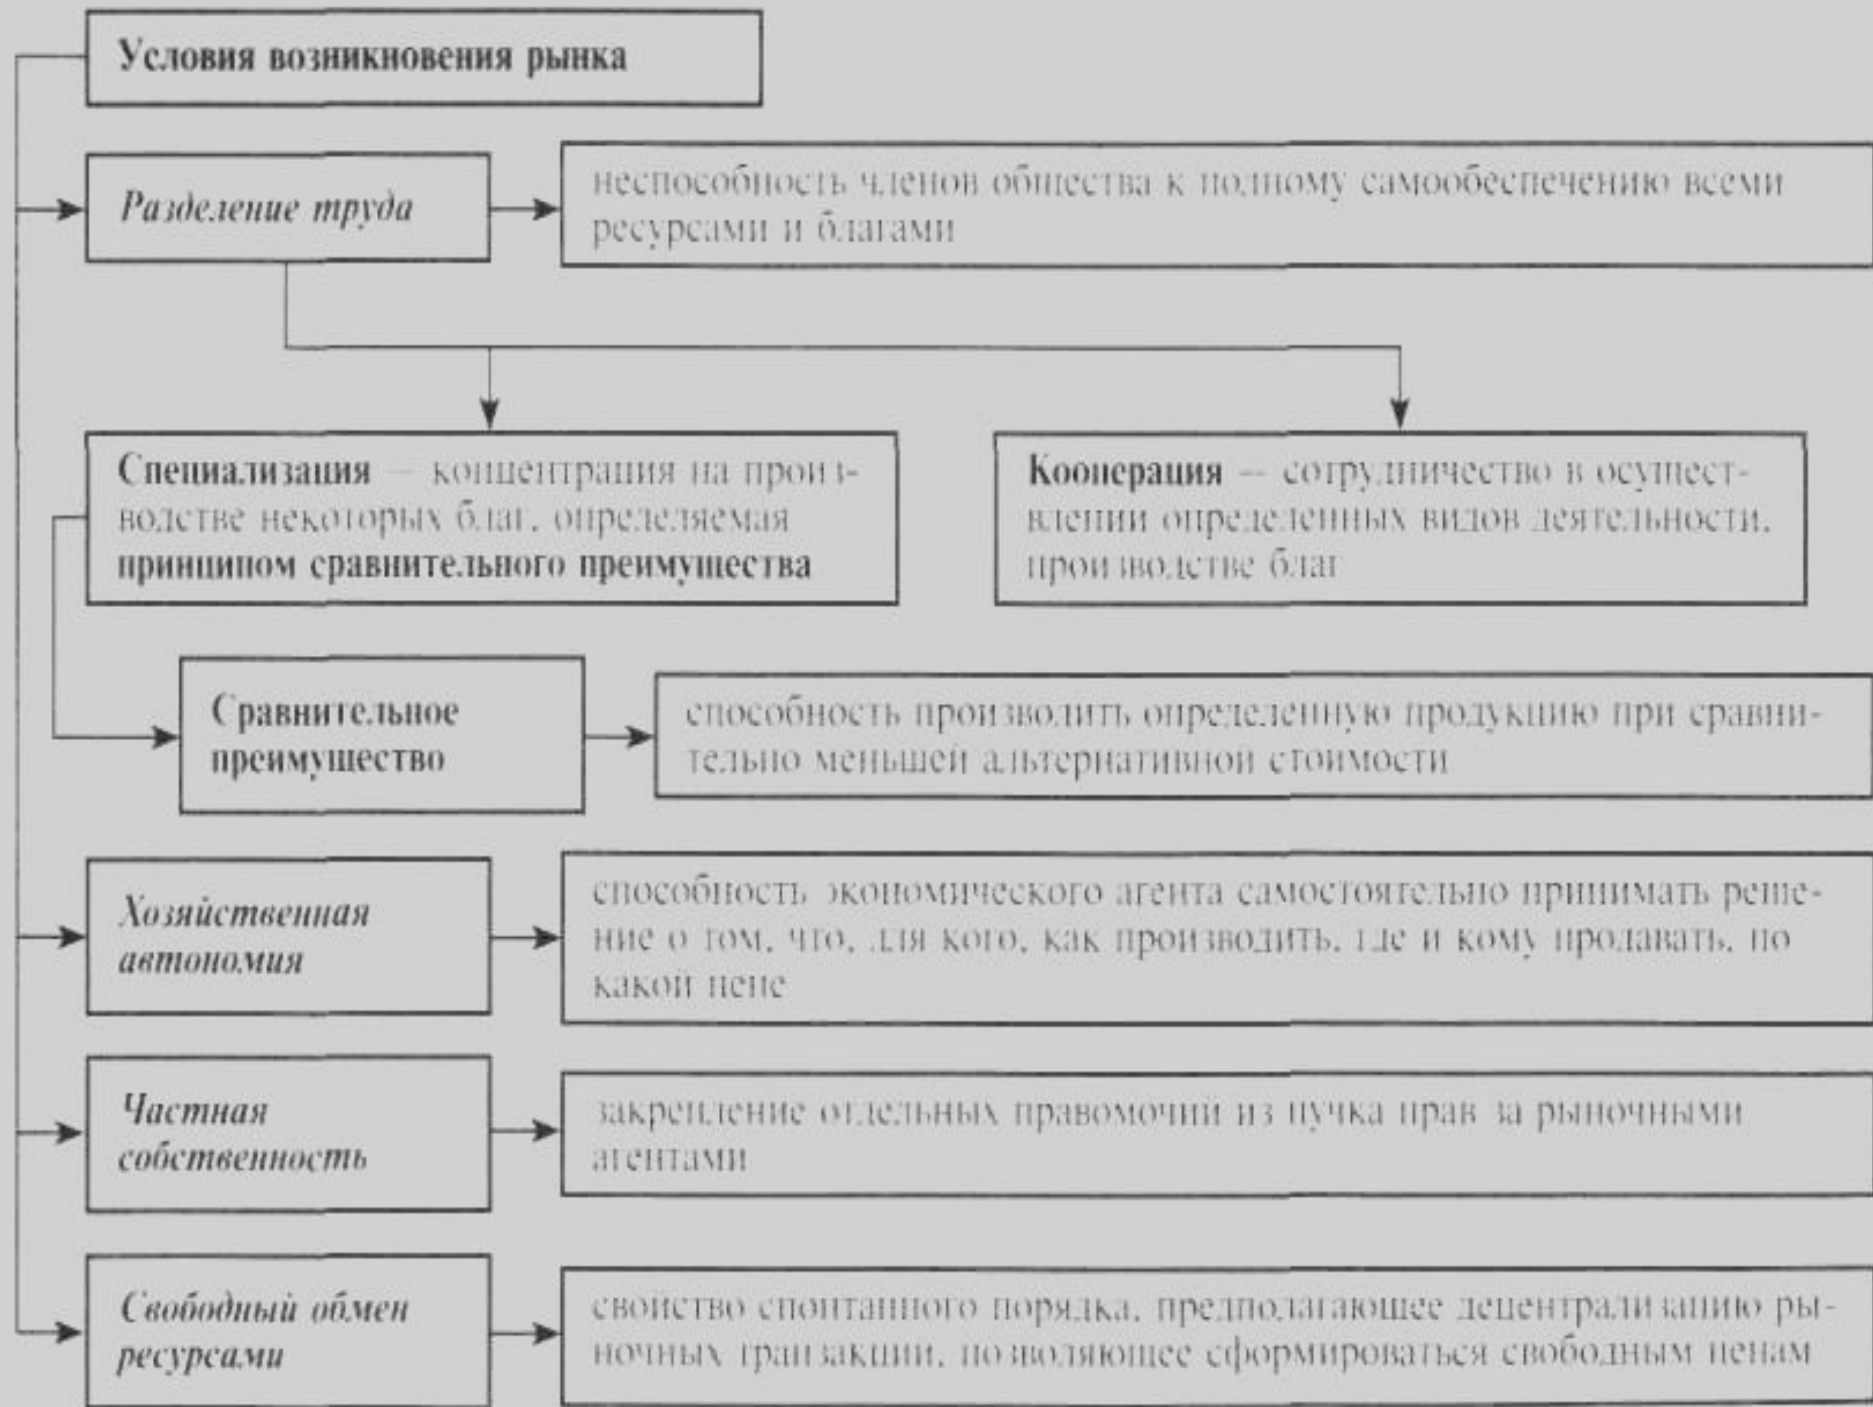 Условия возникновения рынка
Разделение труда
неспособность членов общества к полному самообеспечению всеми
ресурсами и благами
Специализация — концентрация на произ-
водстве некоторых благ, определяемая
принципом сравнительного преимущества
Кооперация — сотрудничество в осущест-
влении определенных видов деятельности,
производстве благ
Сравнительное
преимущество
способность производить определенную продукцию при сравни-
тельно меньшей альтернативной стоимости
Хозяйственная
автономия
способность экономического агента самостоятельно принимать реше-
ние о том, что, для кого, как производить, где и кому продавать, по
какой цене
Частная
собственность
закрепление отдельных правомочий из пучка прав за рыночными
агентами
Свободный обмен
ресурсами
свойство спонтанного порядка, предполагающее децентрализацию ры-
ночных транзакций, позволяющее сформироваться свободным ценам